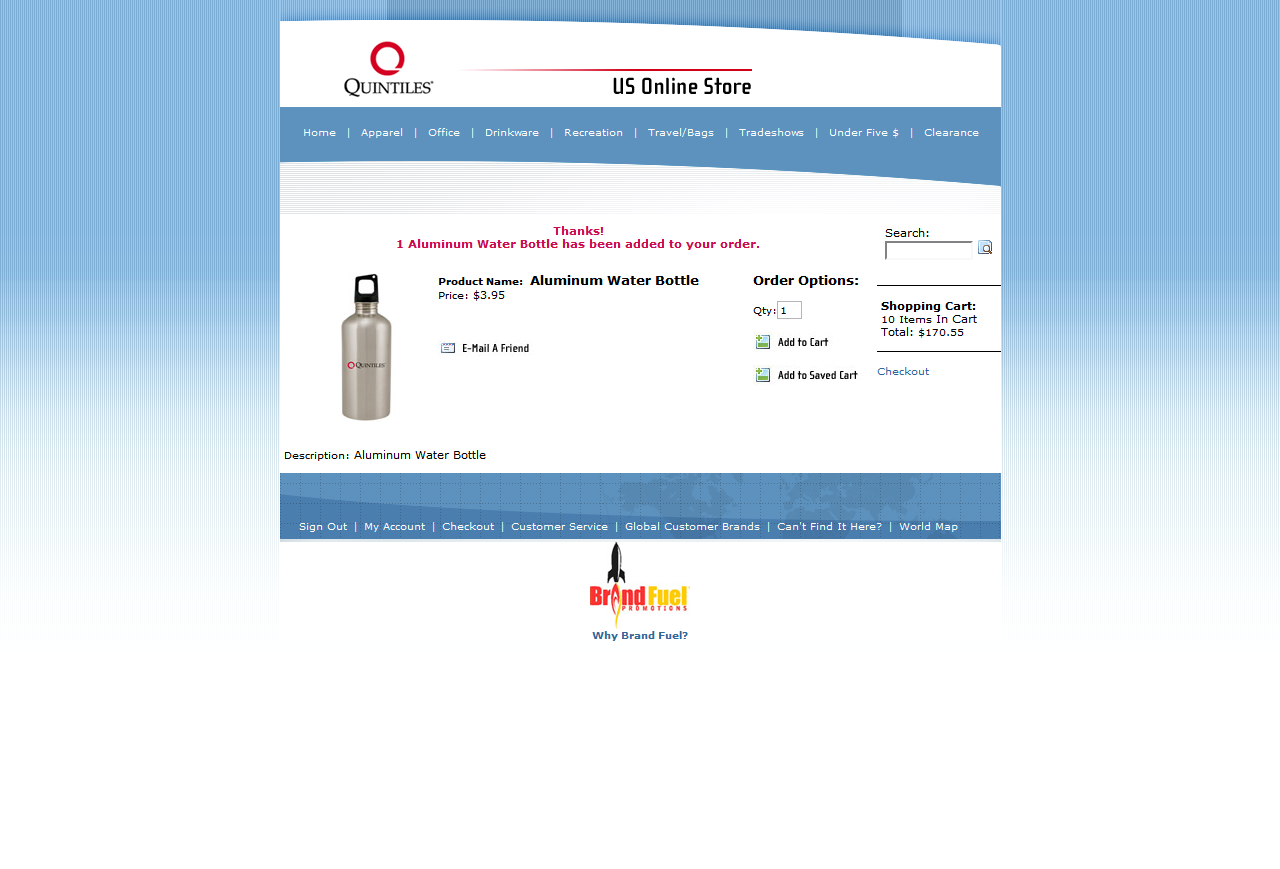 QUINTILES
US Online Store
Home | Apparel | Office | Drinkware | Recreation | Travel/Bags | Tradeshows | Under Five $ | Clearance
Thanks!
1 Aluminum Water Bottle has been added to your order.
Search:
Product Name: Aluminum Water Bottle
Price: $3.95
E-Mail A Friend
QUINTILES
Order Options:
Qty: 1
Add to Cart
Add to Saved Cart
Shopping Cart:
10 Items In Cart
Total: $170.55
Checkout
Description: Aluminum Water Bottle
Sign Out | My Account | Checkout | Customer Service | Global Customer Brands | Can't Find It Here? | World Map
Brand Fuel
PROMOTIONS
Why Brand Fuel?